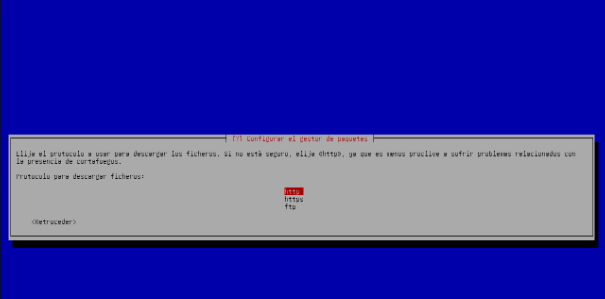 [?] Configurar el gestor de paquetes
Elija el protocolo a usar para descargar los ficheros. Si no está seguro, elija «http», ya que es menos proclive a sufrir problemas relacionados con
la presencia de cortafuegos.
Protocolo para descargar ficheros:
http
https
ftp
<Retroceder>